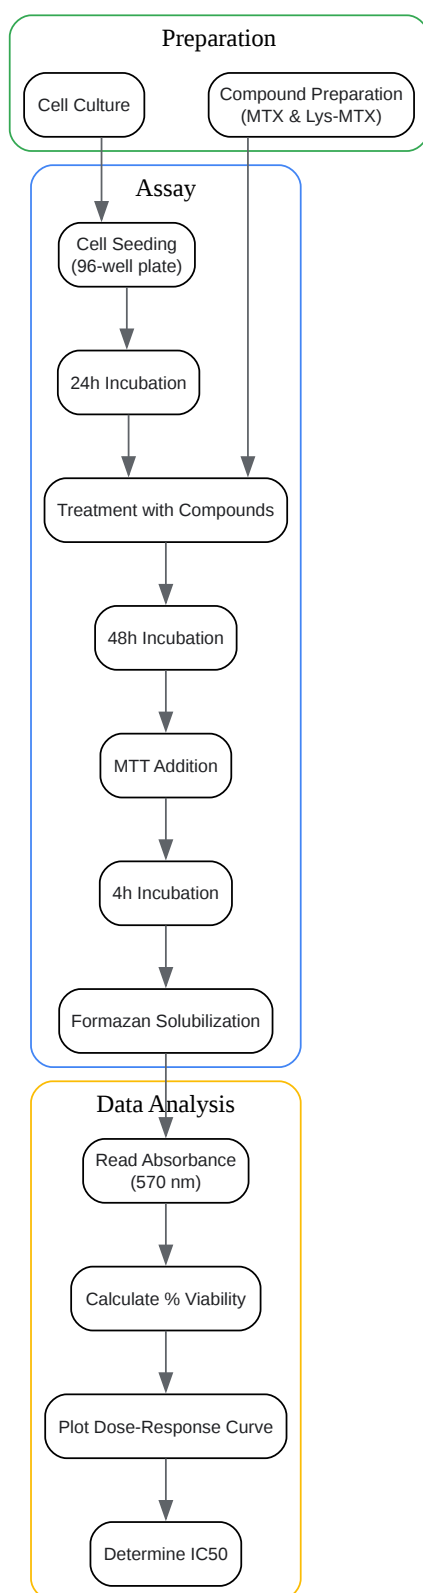 Preparation
Cell Culture
Compound Preparation
(MTX & Lys-MTX)
Assay
Cell Seeding
(96-well plate)
24h Incubation
Treatment with Compounds
48h Incubation
MTT Addition
4h Incubation
Formazan Solubilization
Data Analysis
Read Absorbance
(570 nm)
Calculate % Viability
Plot Dose-Response Curve
Determine IC50